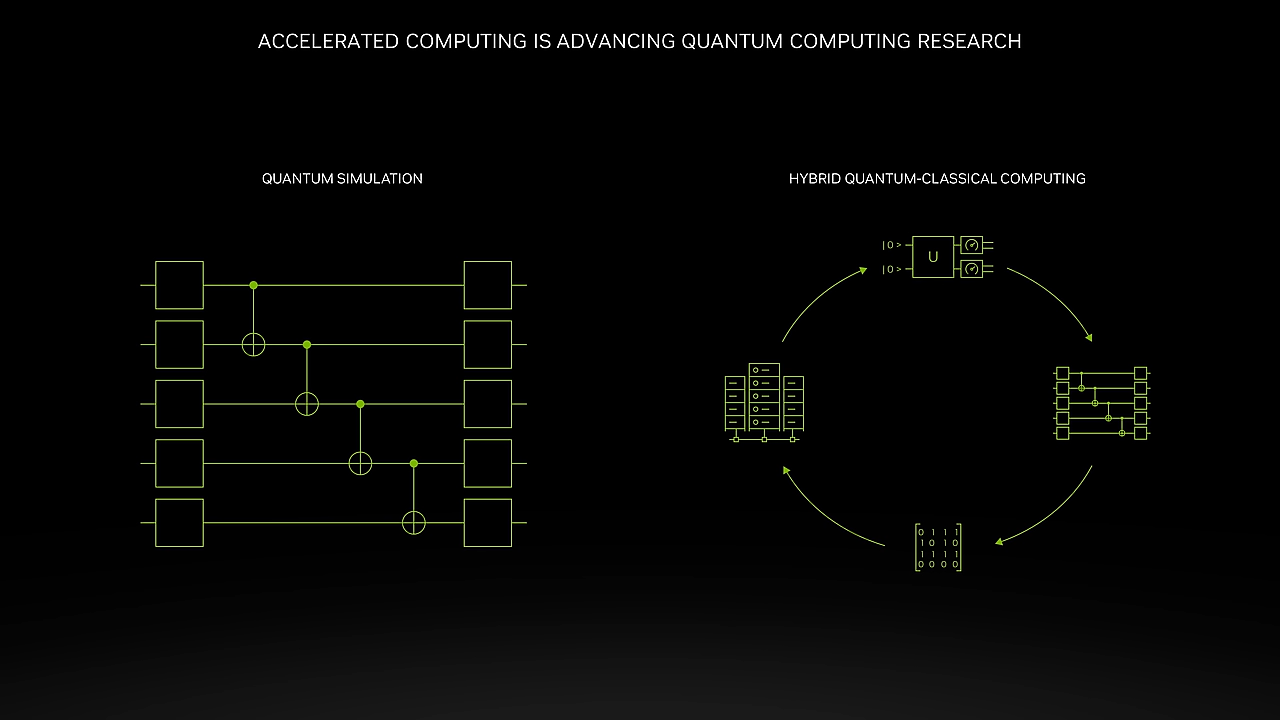 ACCELERATED COMPUTING IS ADVANCING QUANTUM COMPUTING RESEARCH
QUANTUM SIMULATION
HYBRID QUANTUM-CLASSICAL COMPUTING
|0>
|0>
U
0 1 1 1
1 0 1 0
1 1 1 1
0 0 0 0